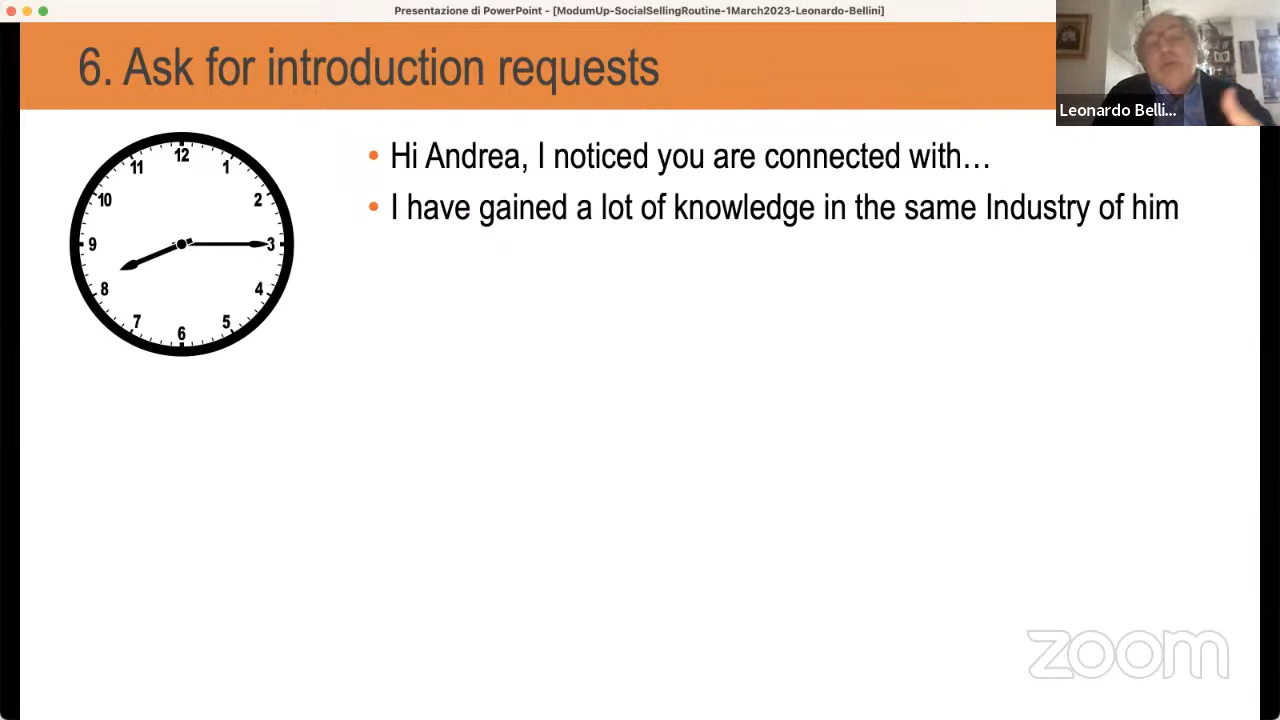 Presentazione di PowerPoint - [ModumUp-SocialSellingRoutine-1March2023-Leonardo-Bellini]
6. Ask for introduction requests
Leonardo Belli...
• Hi Andrea, I noticed you are connected with…
• I have gained a lot of knowledge in the same Industry of him
12
11
1
10
2
9
3
8
4
7
5
6
zoom